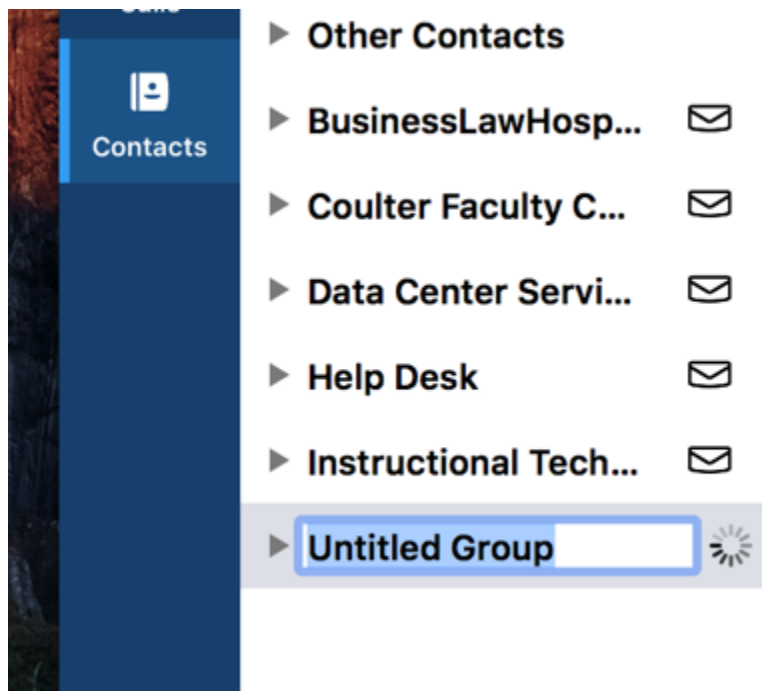 Other Contacts
Contacts
BusinessLawHosp...
Coulter Faculty C...
Data Center Servi...
Help Desk
Instructional Tech...
Untitled Group